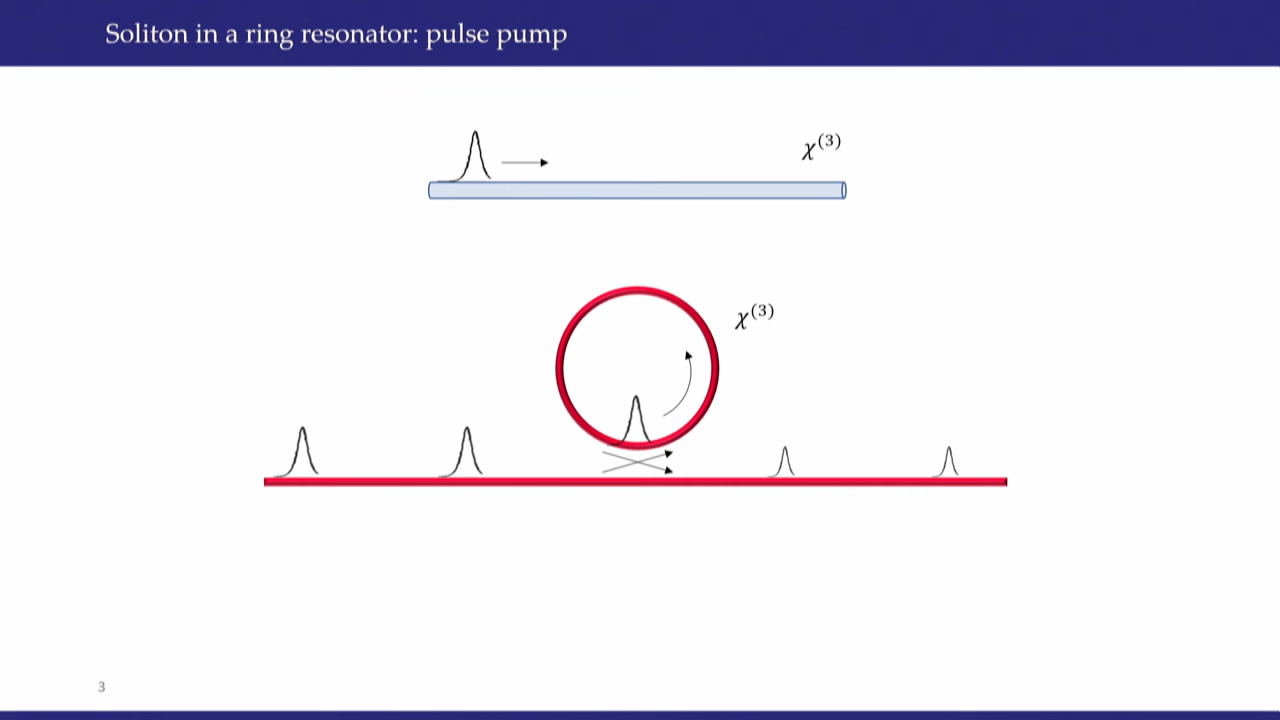 Soliton in a ring resonator: pulse pump
χ⁽³⁾
χ⁽³⁾
3